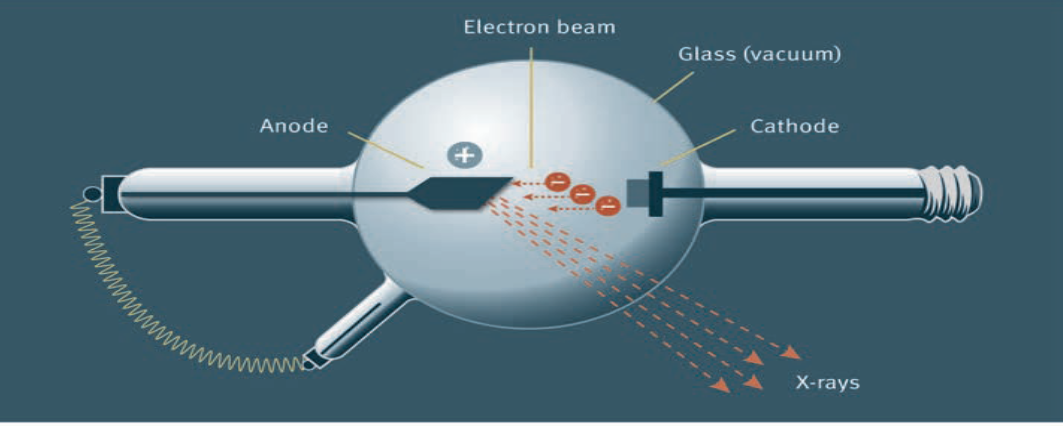 Electron beam
Glass (vacuum)
Anode
Cathode
+
-
-
-
X-rays